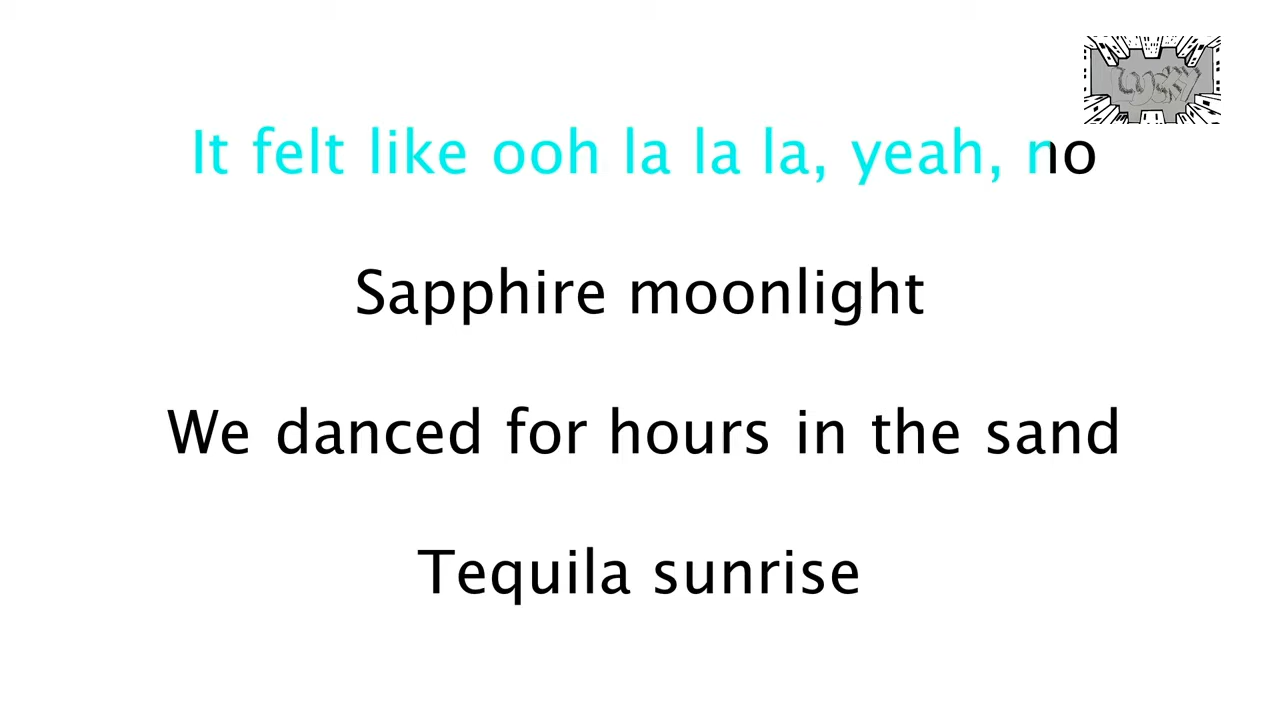 LUCKY
It felt like ooh la la la, yeah, no
Sapphire moonlight
We danced for hours in the sand
Tequila sunrise